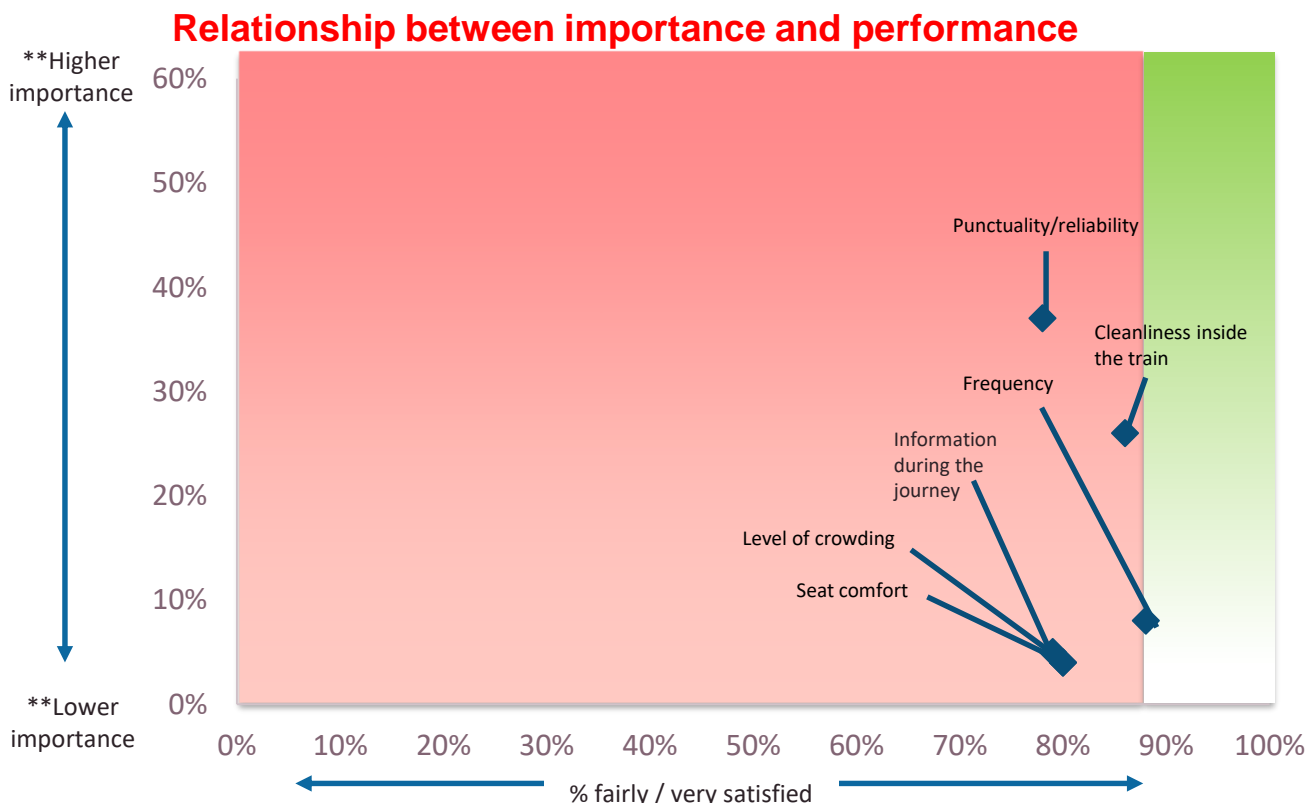 Relationship between importance and performance
**Higher
importance
60%
50%
40%
30%
20%
10%
0%
**Lower
importance
Punctuality/reliability
Cleanliness inside
the train
Frequency
Information
during the
journey
Level of crowding
Seat comfort
0% 10% 20% 30% 40% 50% 60% 70% 80% 90% 100%
% fairly / very satisfied